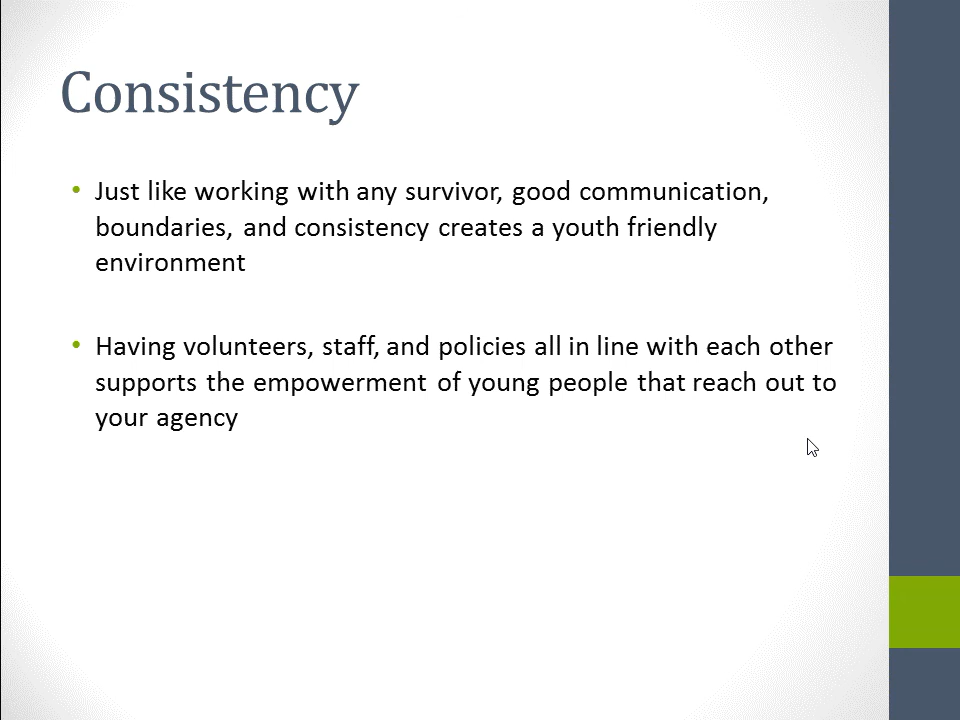 Consistency
• Just like working with any survivor, good communication,
boundaries, and consistency creates a youth friendly
environment
• Having volunteers, staff, and policies all in line with each other
supports the empowerment of young people that reach out to
your agency